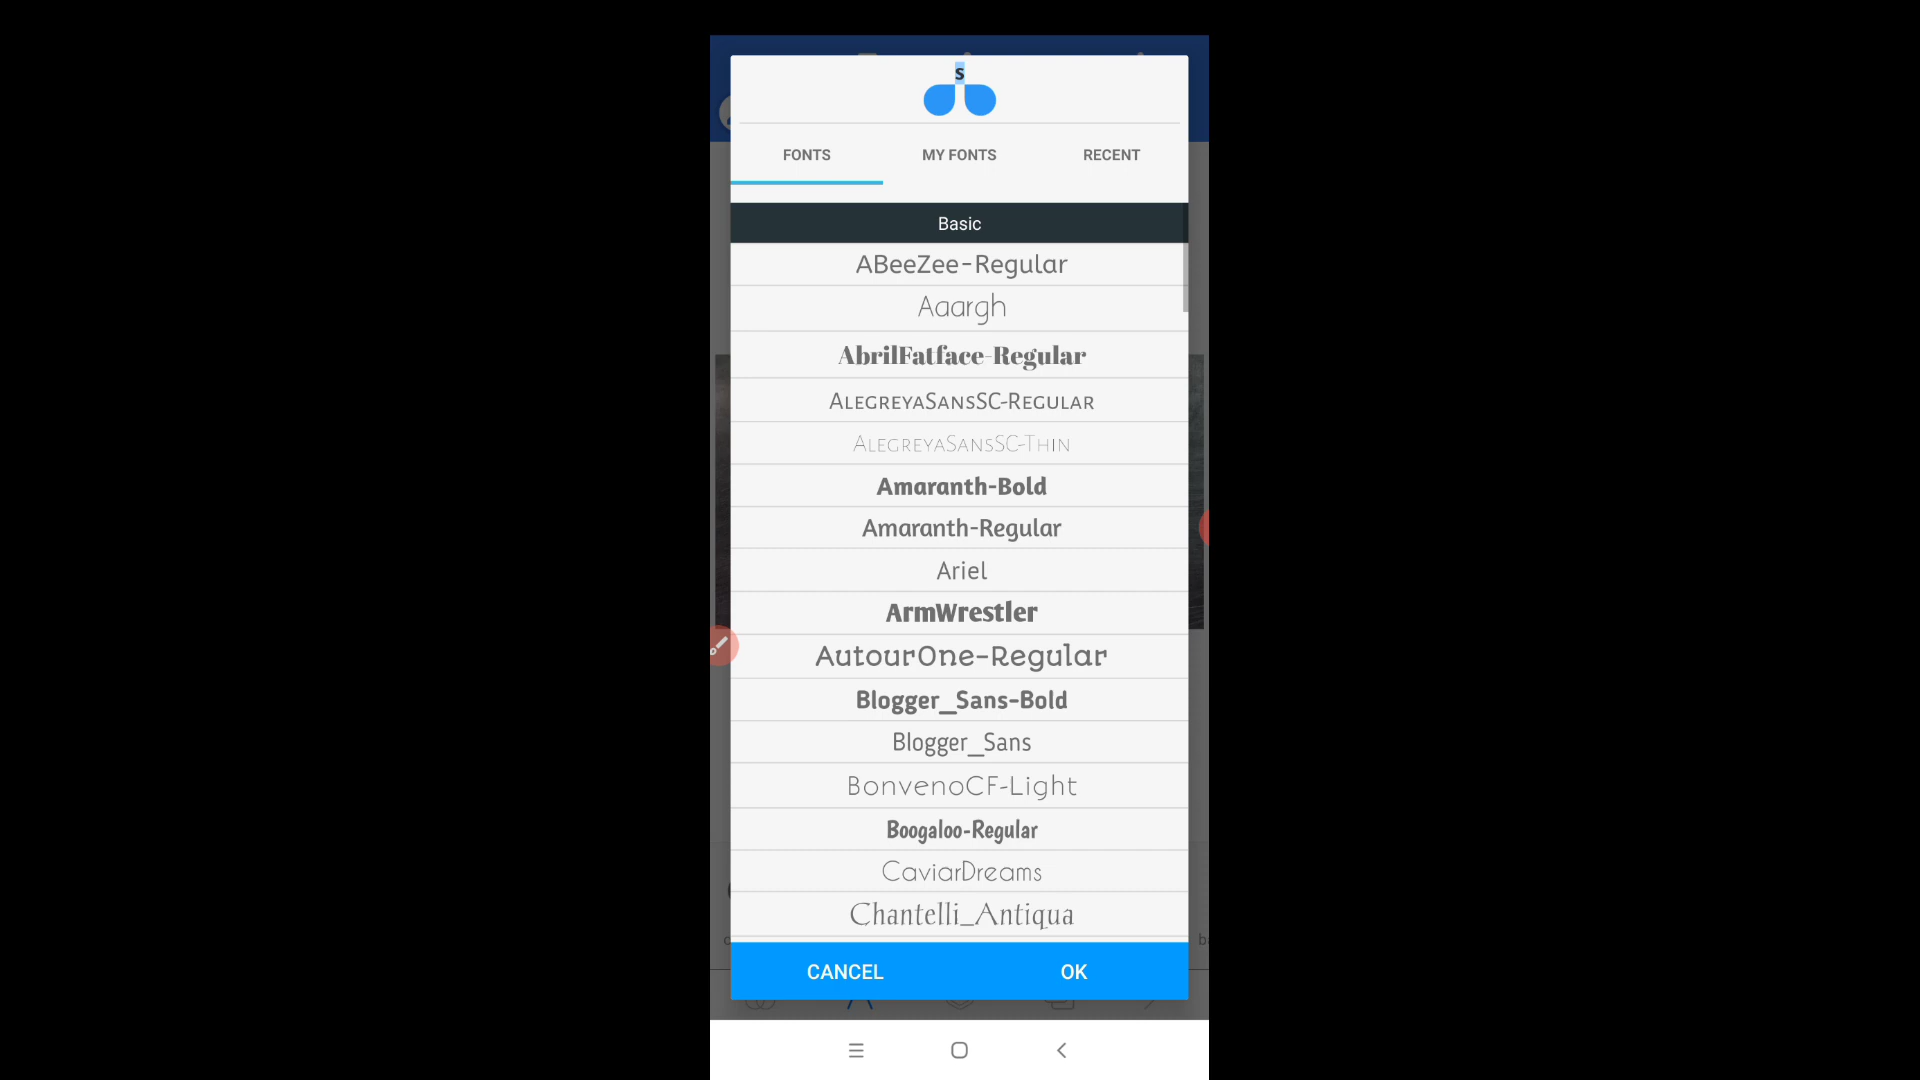 s
FONTS MY FONTS RECENT
Basic
ABeeZee-Regular
Aaargh
AbrilFatface-Regular
AlegreyaSansSC-Regular
AlegreyaSansSC-Thin
Amaranth-Bold
Amaranth-Regular
Ariel
ArmWrestler
AutourOne-Regular
Blogger_Sans-Bold
Blogger_Sans
BonvenoCF-Light
Boogaloo-Regular
CaviarDreams
Chantelli_Antiqua
CANCEL OK